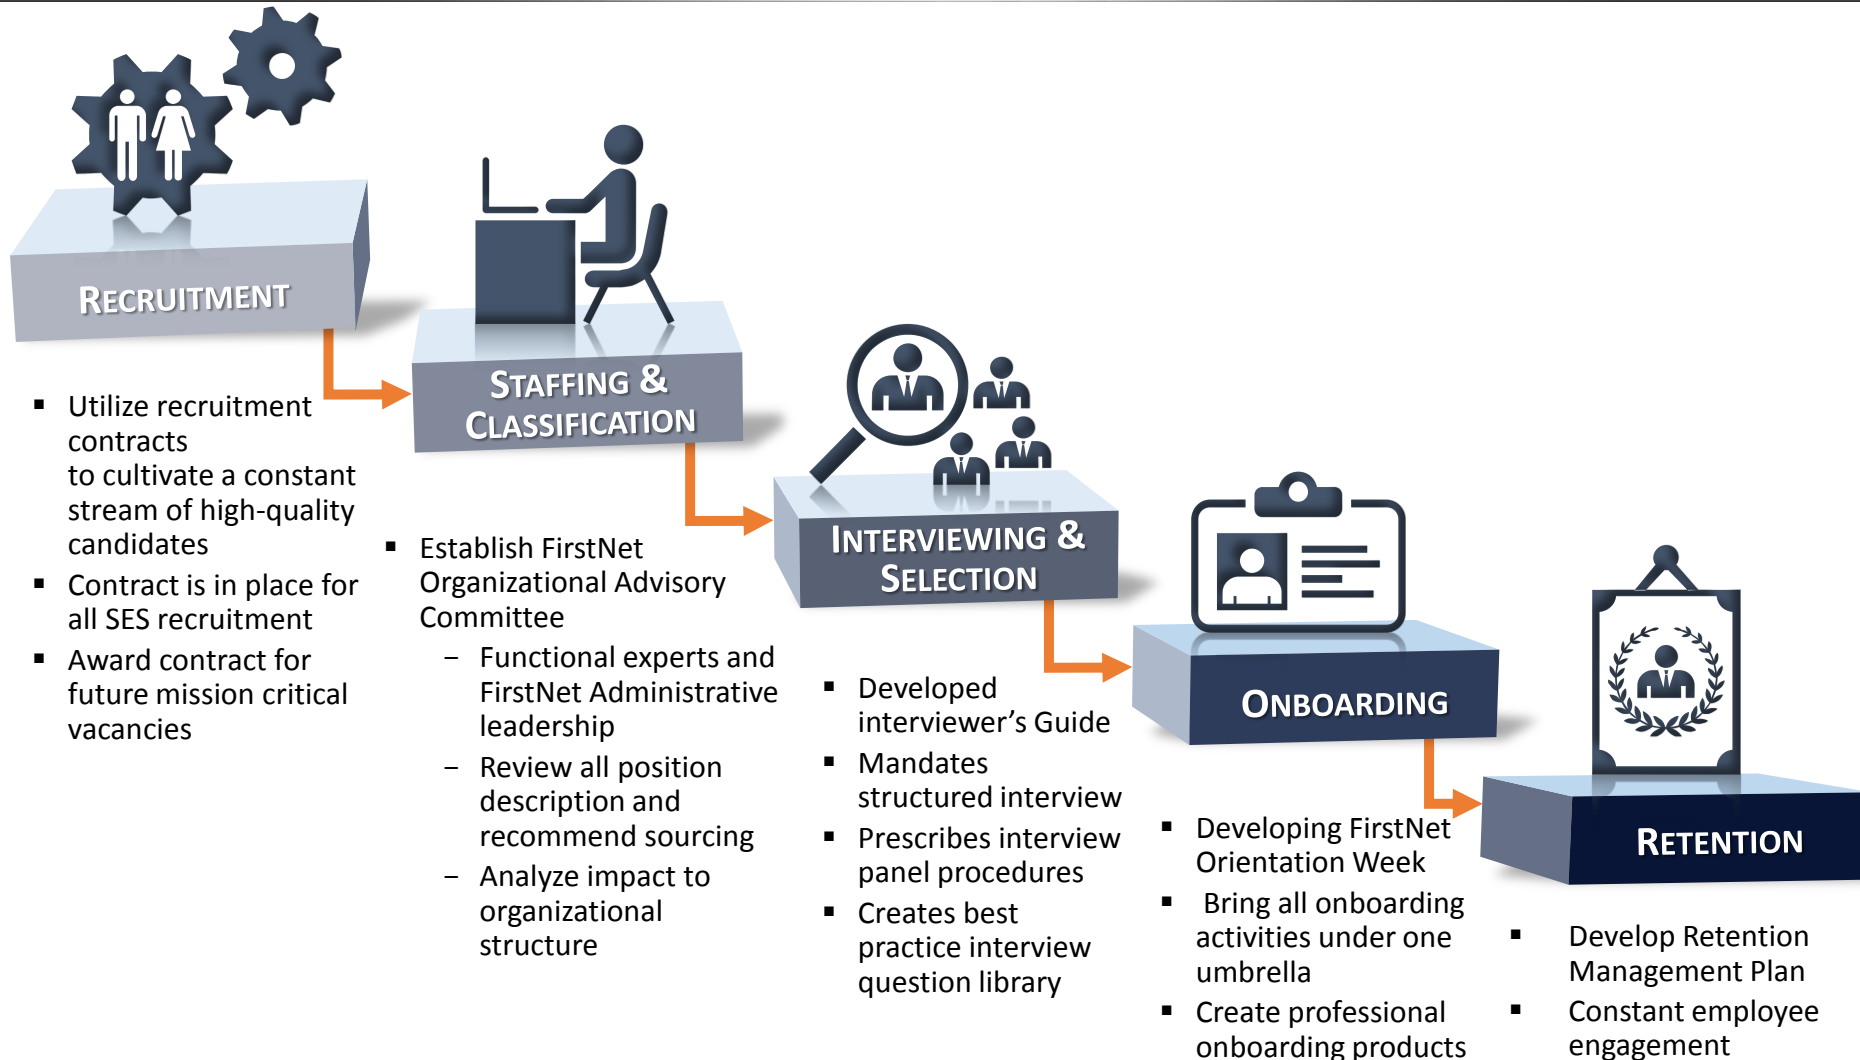 RECRUITMENT
▪ Utilize recruitment
contracts
to cultivate a constant
stream of high-quality
candidates
▪ Contract is in place for
all SES recruitment
▪ Award contract for
future mission critical
vacancies
STAFFING &
CLASSIFICATION
▪ Establish FirstNet
Organizational Advisory
Committee
– Functional experts and
FirstNet Administrative
leadership
– Review all position
description and
recommend sourcing
– Analyze impact to
organizational
structure
INTERVIEWING &
SELECTION
▪ Developed
interviewer’s Guide
▪ Mandates
structured interview
▪ Prescribes interview
panel procedures
▪ Creates best
practice interview
question library
ONBOARDING
▪ Developing FirstNet
Orientation Week
▪ Bring all onboarding
activities under one
umbrella
▪ Create professional
onboarding products
RETENTION
▪ Develop Retention
Management Plan
▪ Constant employee
engagement